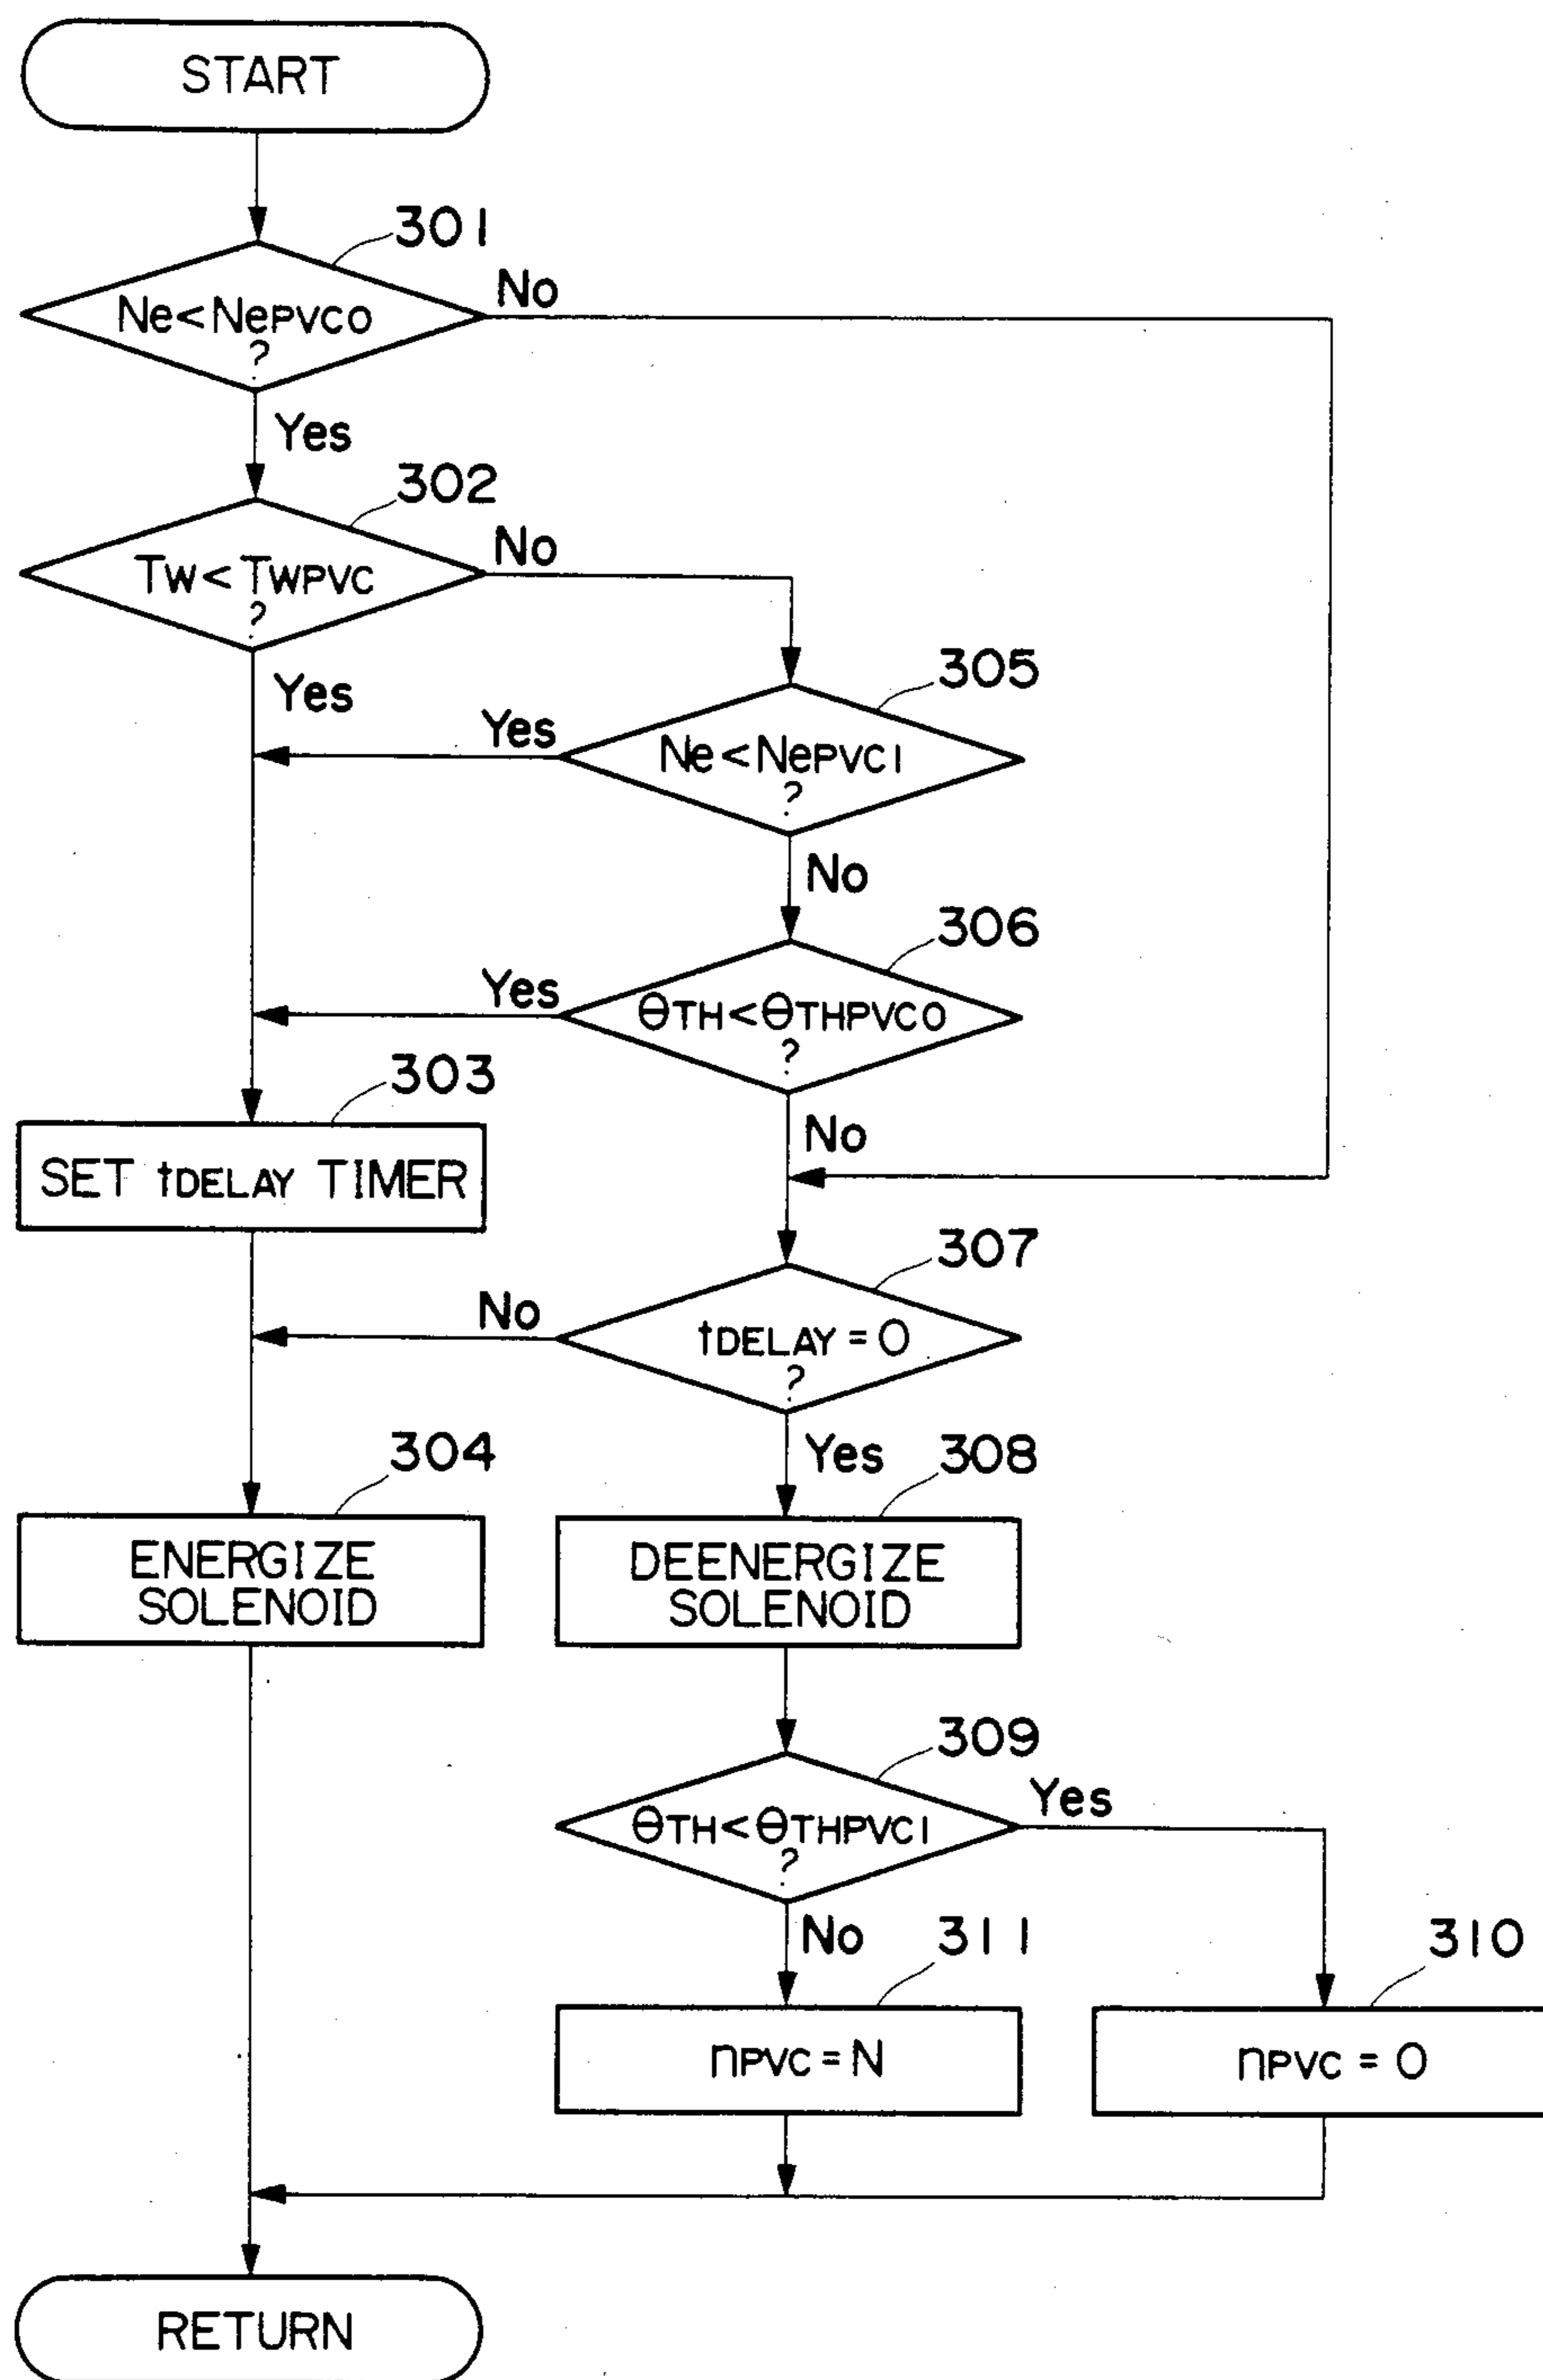 START
301
Ne<NePVC0
?
No
Yes
302
TW<TWPVC
?
No
Yes
305
Ne<NePVC1
?
Yes
No
306
θTH<θTHPVC0
?
Yes
No
303
SET tDELAY TIMER
307
tDELAY=0
?
No
Yes
304
ENERGIZE
SOLENOID
308
DEENERGIZE
SOLENOID
309
θTH<θTHPVC1
?
Yes
No
311
nPVC=N
310
nPVC=0
RETURN